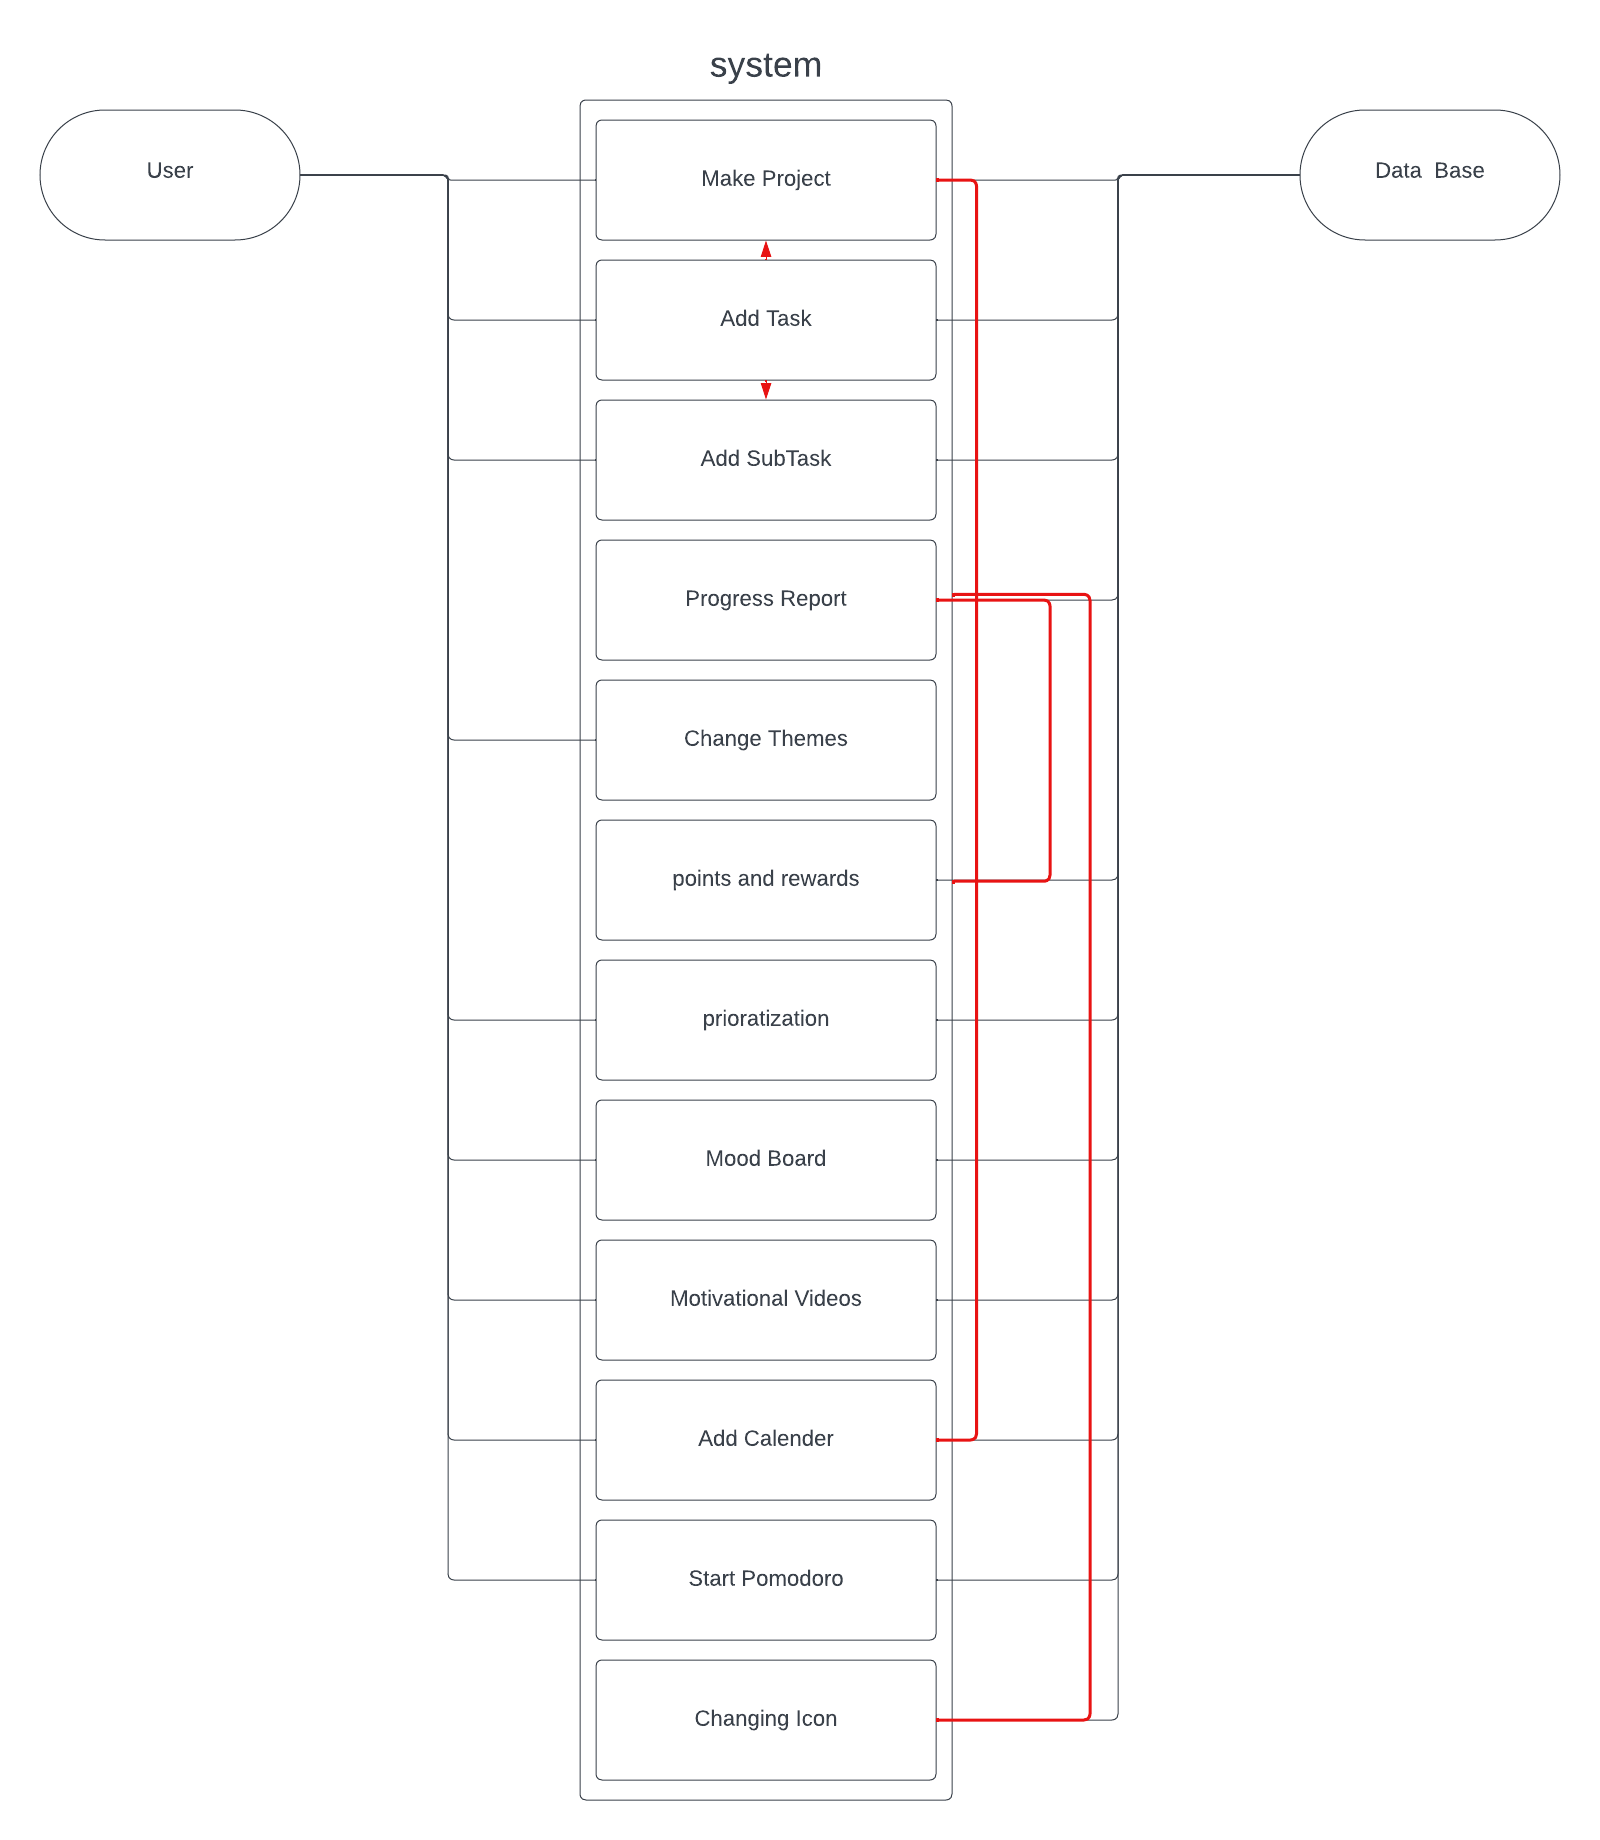 system
User
Data Base
Make Project
Add Task
Add SubTask
Progress Report
Change Themes
points and rewards
prioratization
Mood Board
Motivational Videos
Add Calender
Start Pomodoro
Changing Icon